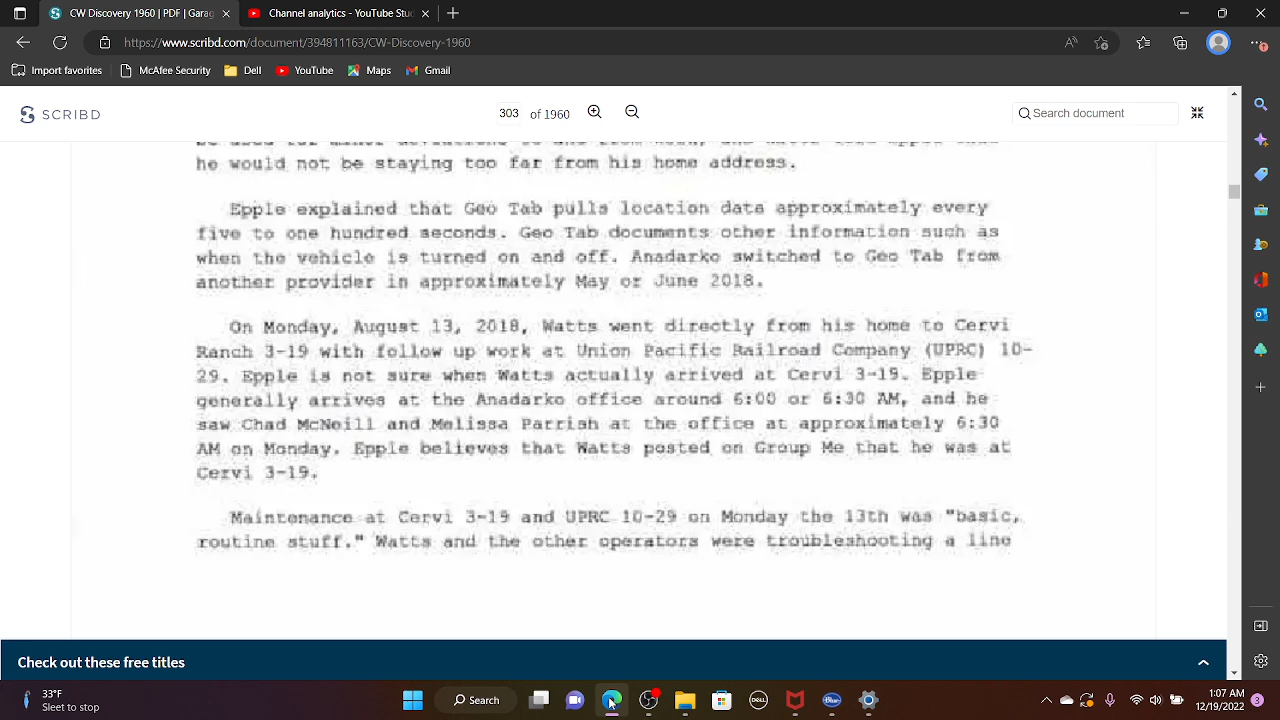 CW Discovery 1960 | PDF | Garag
Channel analytics - YouTube Stu
https://www.scribd.com/document/394811163/CW-Discovery-1960
Import favorites
McAfee Security
Dell
YouTube
Maps
Gmail
SCRIBD
303 of 1960
Search document
he would not be staying too far from his home address.
Epple explained that Geo Tab pulls location data approximately every
five to one hundred seconds. Geo Tab documents other information such as
when the vehicle is turned on and off. Anadarko switched to Geo Tab from
another provider in approximately May or June 2018.
On Monday, August 13, 2018, Watts went directly from his home to Cervi
Ranch 3-19 with follow up work at Union Pacific Railroad Company (UPRC) 10-
29. Epple is not sure when Watts actually arrived at Cervi 3-19. Epple
generally arrives at the Anadarko office around 6:00 or 6:30 AM, and he
saw Chad McNeill and Melissa Parrish at the office at approximately 6:30
AM on Monday. Epple believes that Watts posted on Group Me that he was at
Cervi 3-19.
Maintenance at Cervi 3-19 and UPRC 10-29 on Monday the 13th was "basic,
routine stuff." Watts and the other operators were troubleshooting a line
Check out these free titles
33°F
Sleet to stop
Search
DELL
Blue
1:07 AM
12/19/2022
3